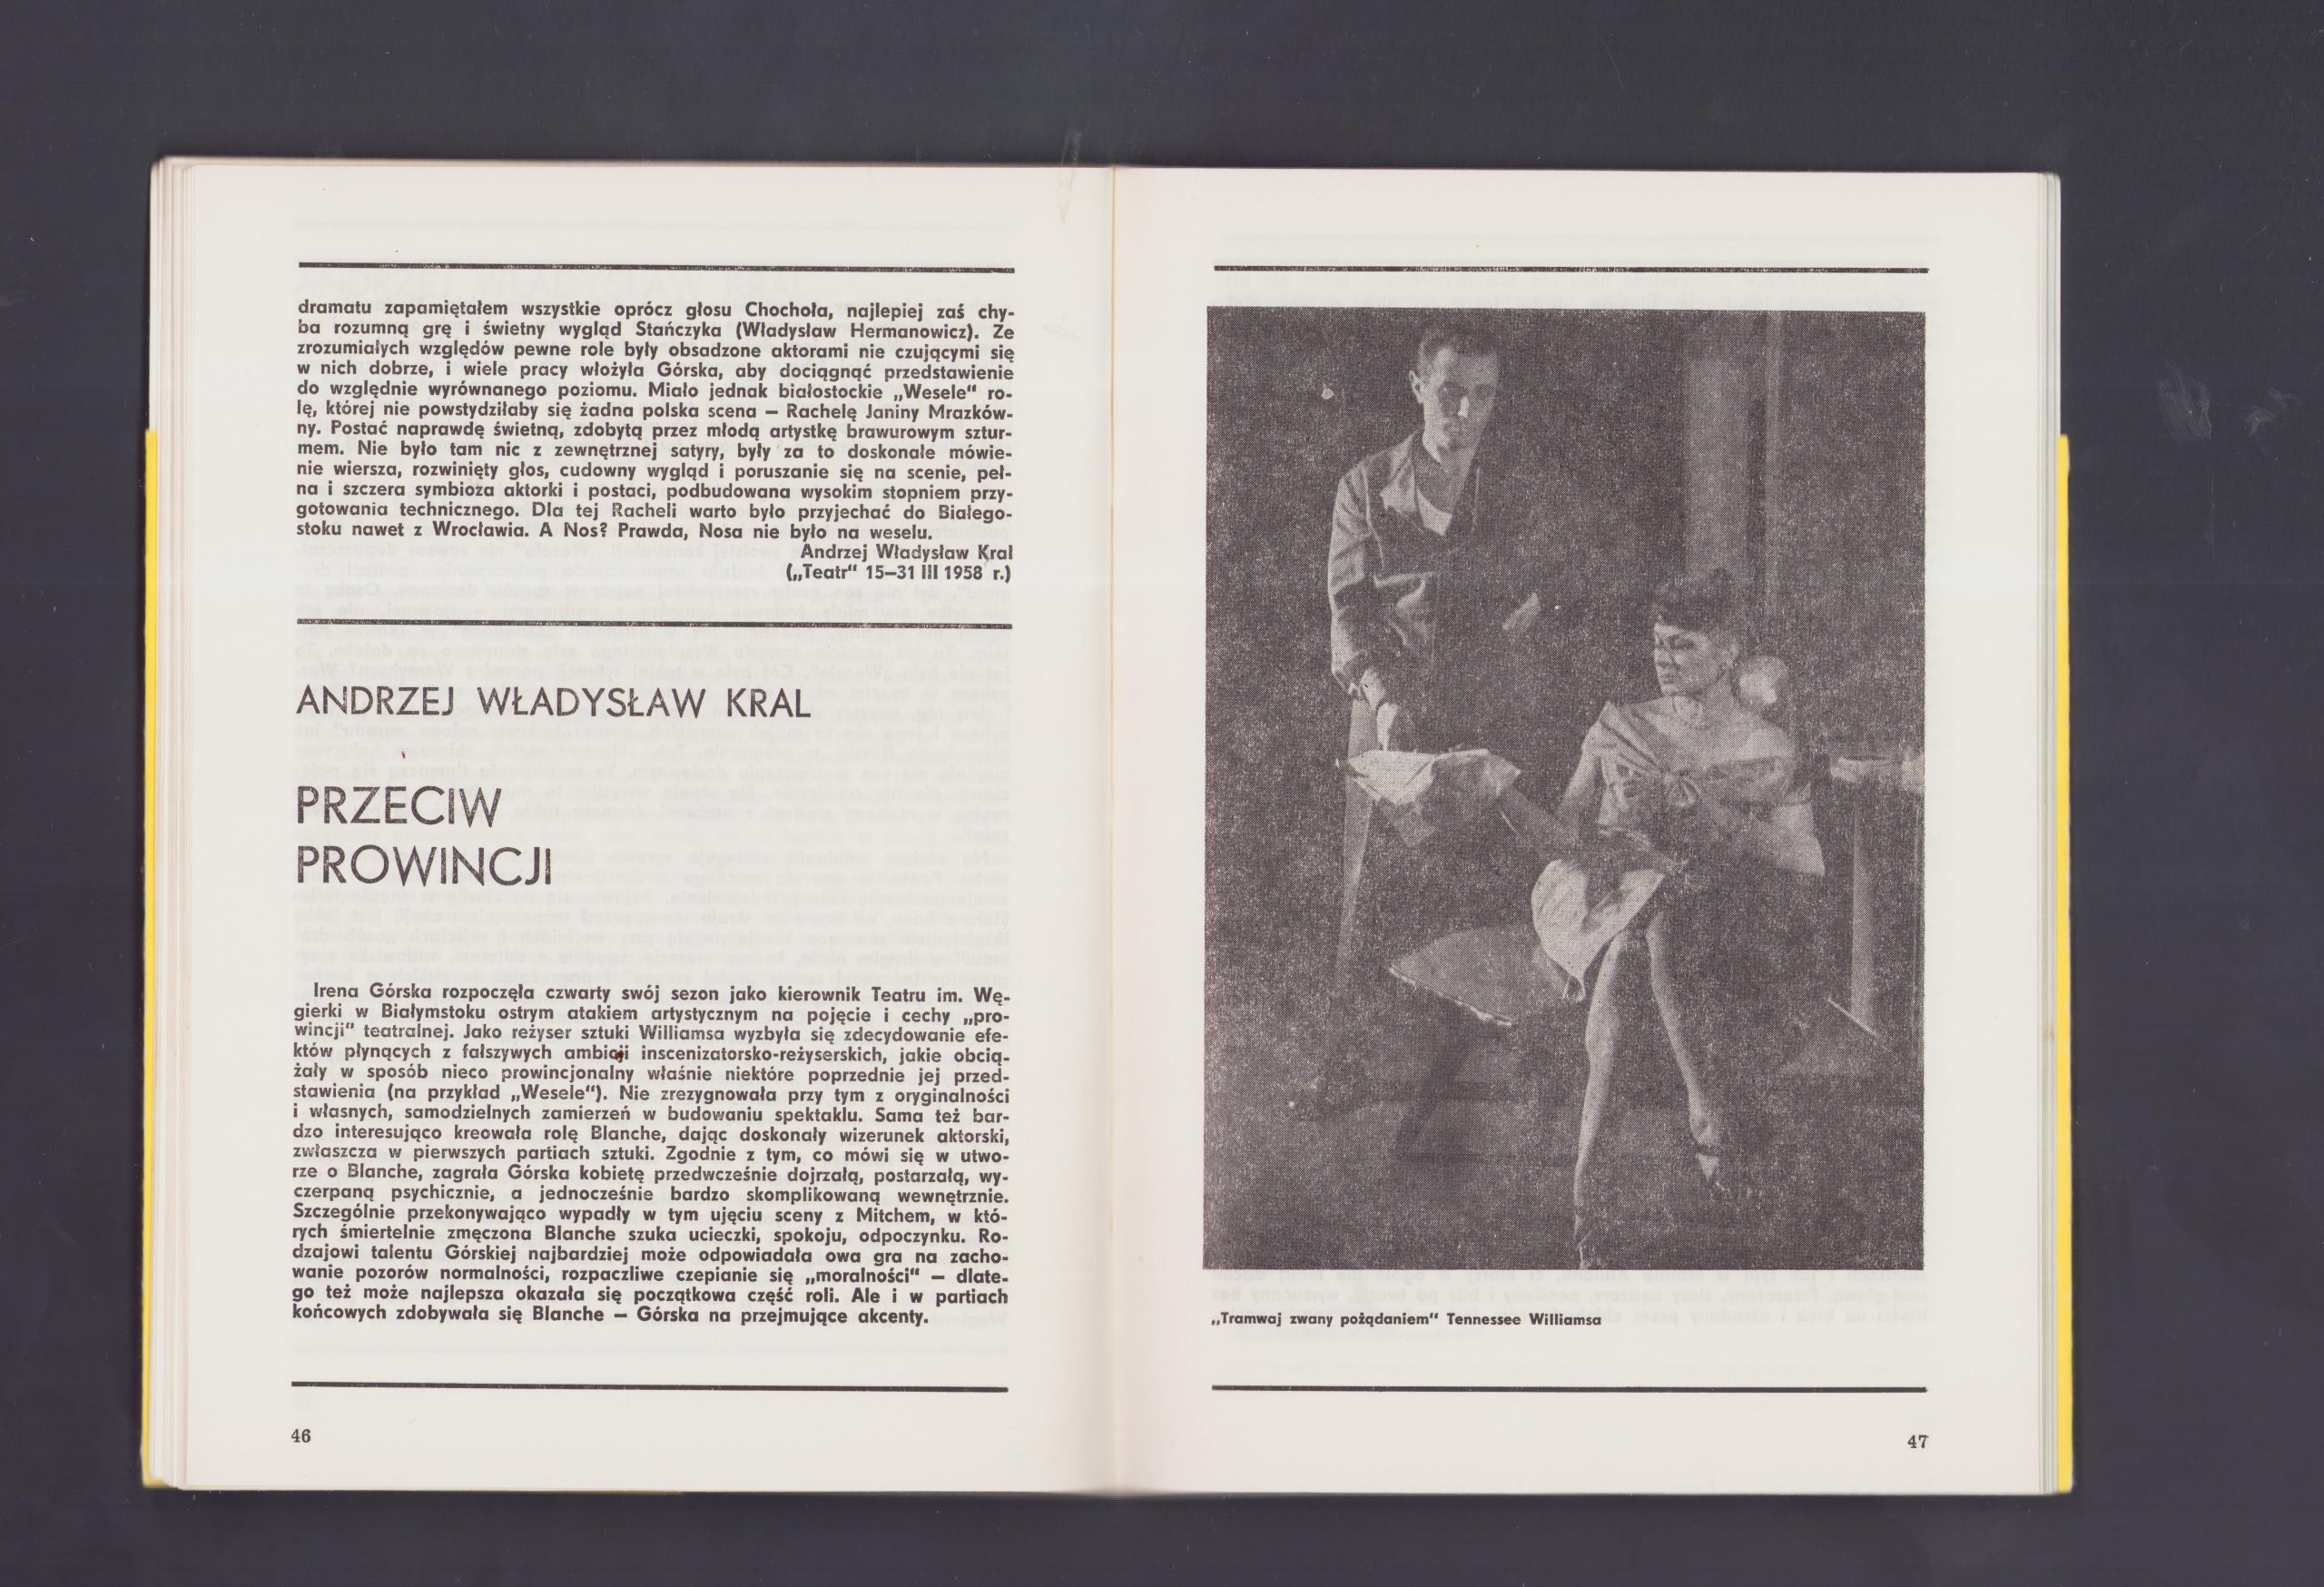 dramatu zapamiętałem wszystkie oprócz głosu Chochoła, najlepiej zaś chy-
ba rozumną grę i świetny wygląd Stańczyka (Władysław Hermanowicz). Ze
zrozumiałych względów pewne role były obsadzone aktorami nie czującymi się
w nich dobrze, i wiele pracy włożyła Górska, aby dociągnąć przedstawienie
do względnie wyrównanego poziomu. Miało jednak białostockie „Wesele" ro-
lę, której nie powstydziłaby się żadna polska scena — Rachelę Janiny Mrazków-
ny. Postać naprawdę świetną, zdobytą przez młodą artystkę brawurowym sztur-
mem. Nie było tam nic z zewnętrznej satyry, były za to doskonałe mówie-
nie wiersza, rozwinięty głos, cudowny wygląd i poruszanie się na scenie, peł-
na i szczera symbioza aktorki i postaci, podbudowana wysokim stopniem przy-
gotowania technicznego. Dla tej Racheli warto było przyjechać do Białego-
stoku nawet z Wrocławia. A Nos? Prawda, Nosa nie było na weselu.
Andrzej Władysław Kral
(„Teatr" 15—31 III 1958 r.)
ANDRZEJ WŁADYSŁAW KRAL
PRZECIW
PROWINCJI
Irena Górska rozpoczęła czwarty swój sezon jako kierownik Teatru im. Wę-
gierki w Białymstoku ostrym atakiem artystycznym na pojęcie i cechy „pro-
wincji" teatralnej. Jako reżyser sztuki Williamsa wyzbyła się zdecydowanie efe-
któw płynących z fałszywych ambicji inscenizatorsko-reżyserskich, jakie obcią-
żały w sposób nieco prowincjonalny właśnie niektóre poprzednie jej przed-
stawienia (na przykład „Wesele"). Nie zrezygnowała przy tym z oryginalności
i własnych, samodzielnych zamierzeń w budowaniu spektaklu. Sama też bar-
dzo interesująco kreowała rolę Blanche, dając doskonały wizerunek aktorski,
zwłaszcza w pierwszych partiach sztuki. Zgodnie z tym, co mówi się w utwo-
rze o Blanche, zagrała Górska kobietę przedwcześnie dojrzałą, postarzałą, wy-
czerpaną psychicznie, a jednocześnie bardzo skomplikowaną wewnętrznie.
Szczególnie przekonywająco wypadły w tym ujęciu sceny z Mitchem, w któ-
rych śmiertelnie zmęczona Blanche szuka ucieczki, spokoju, odpoczynku. Ro-
dzajowi talentu Górskiej najbardziej może odpowiadała owa gra na zacho-
wanie pozorów normalności, rozpaczliwe czepianie się „moralności" — dlate-
go też może najlepsza okazała się początkowa część roli. Ale i w partiach
końcowych zdobywała się Blanche — Górska na przejmujące akcenty.
46
„Tramwaj zwany pożądaniem" Tennessee Williamsa
47